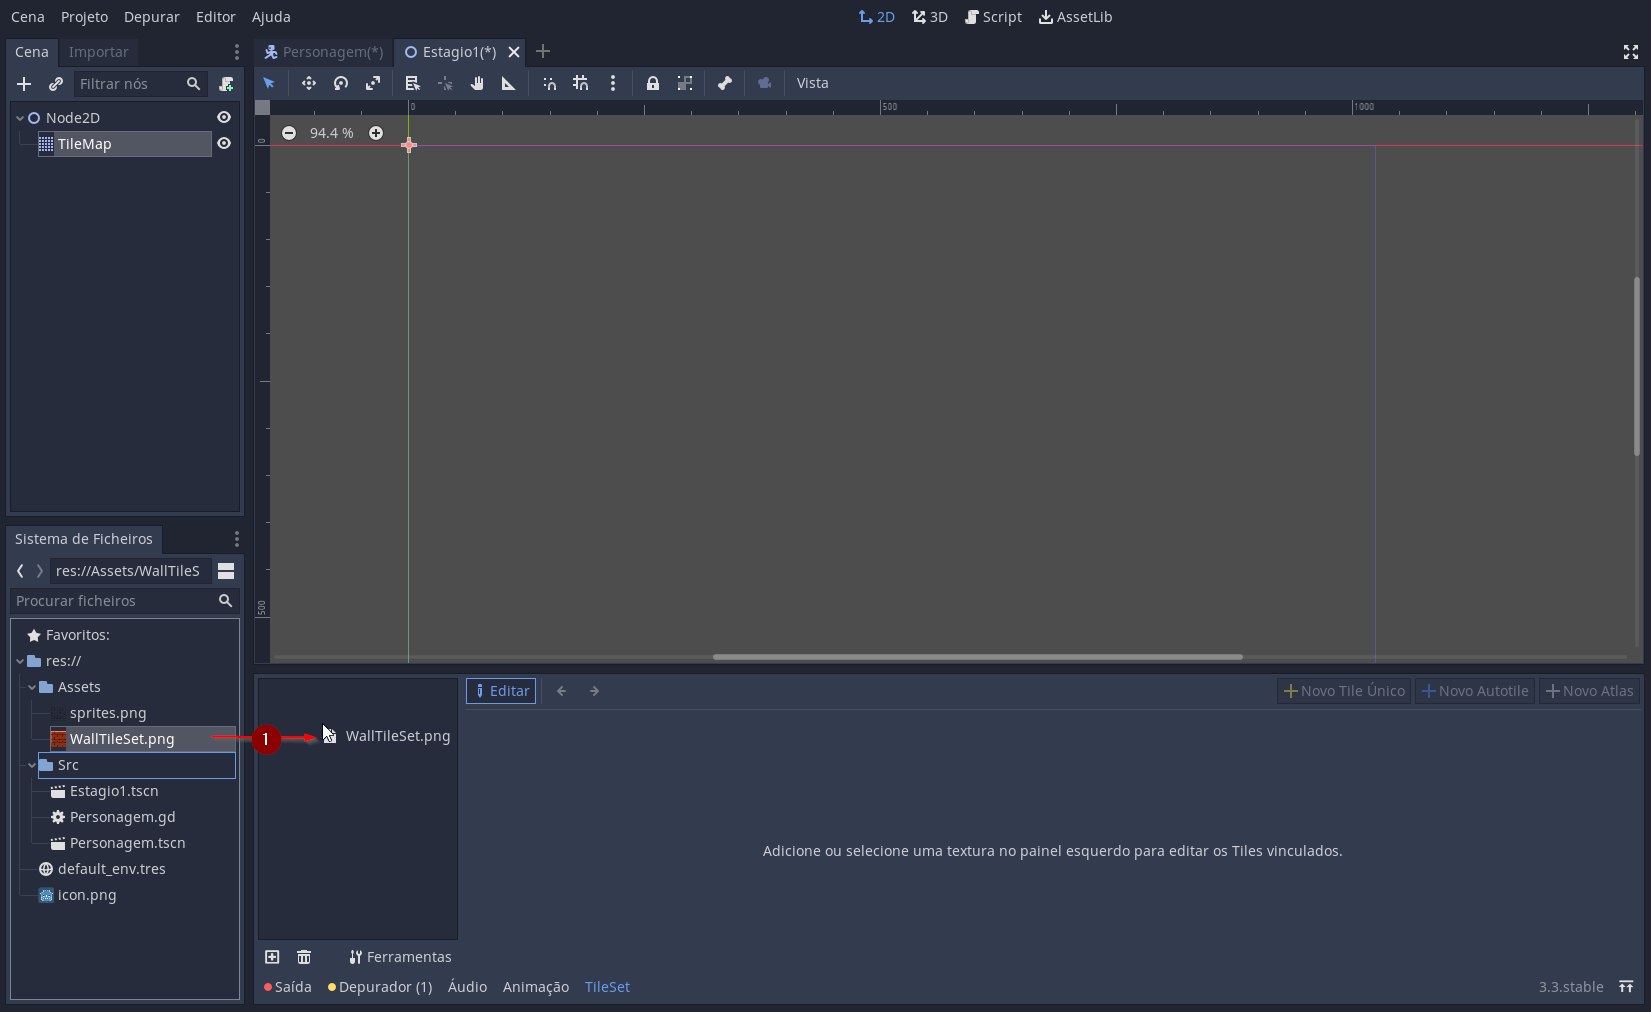 Cena Projeto Depurar Editor Ajuda 2D 3D Script AssetLib
Cena Importar Personagem(*) Estagio1(*)
Filtrar nós Vista
0 500 1000
Node2D
TileMap
94.4 %
0
500
Sistema de Ficheiros
res://Assets/WallTileS
Procurar ficheiros
Favoritos:
res://
Assets
sprites.png
WallTileSet.png
Src
Estagio1.tscn
Personagem.gd
Personagem.tscn
default_env.tres
icon.png
1
WallTileSet.png
Editar Novo Tile Único Novo Autotile Novo Atlas
Adicione ou selecione uma textura no painel esquerdo para editar os Tiles vinculados.
Ferramentas
Saída Depurador (1) Áudio Animação TileSet 3.3.stable